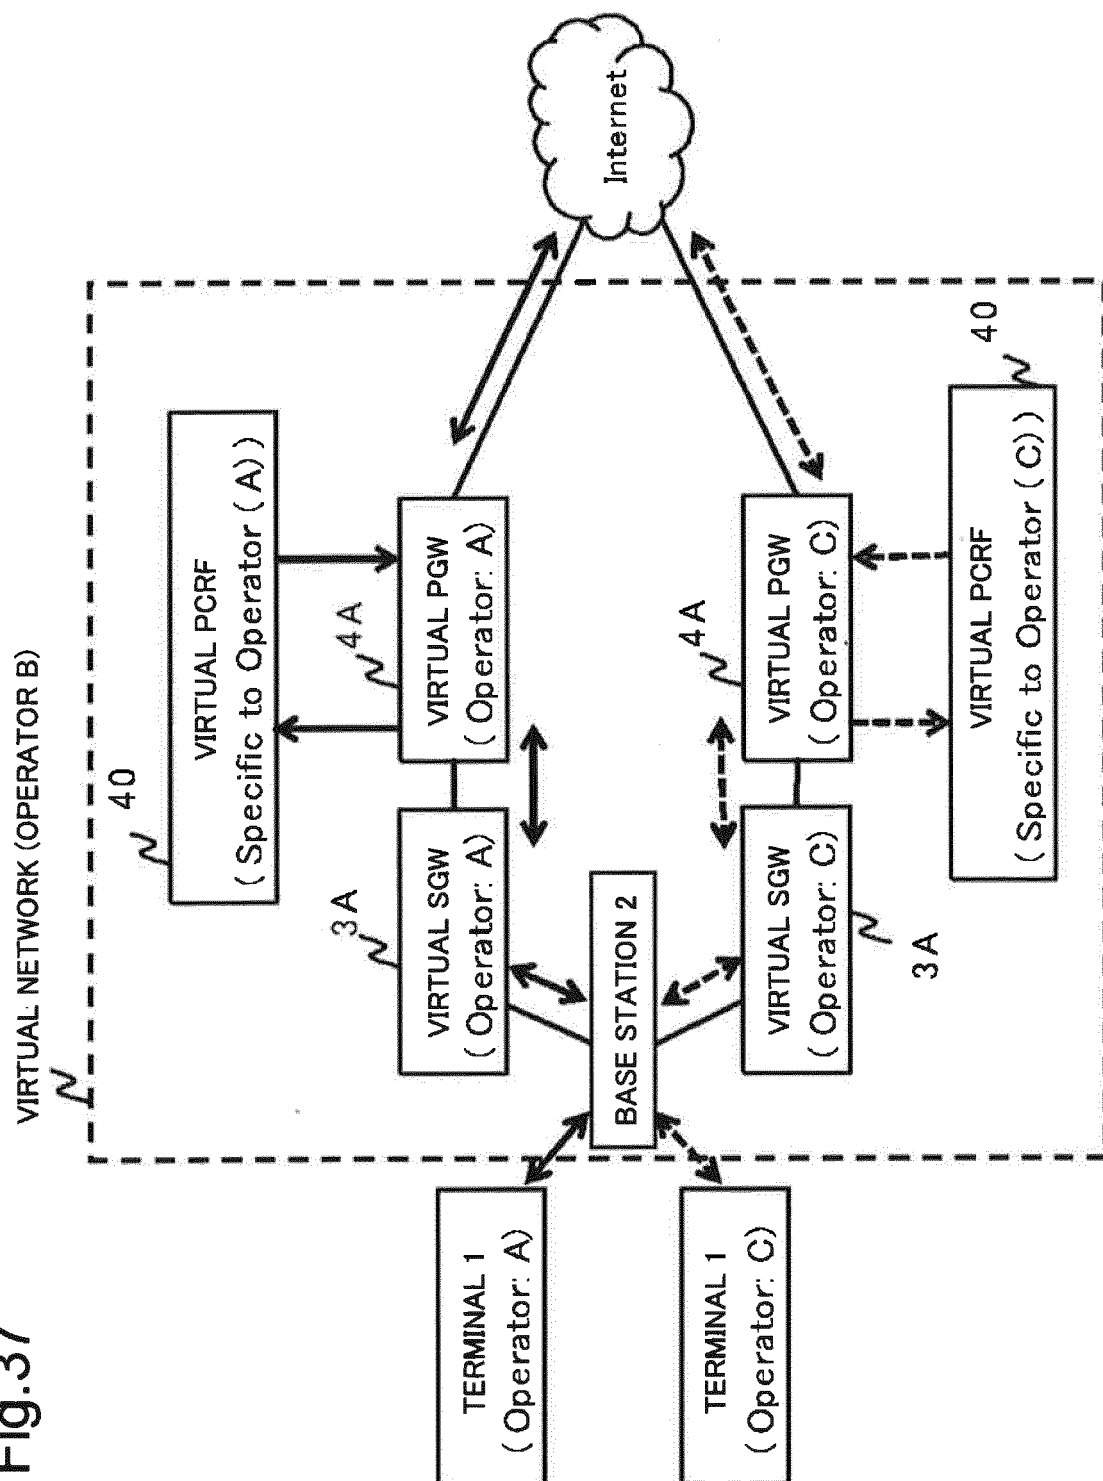 Fig.37
VIRTUAL NETWORK (OPERATOR B)
40
VIRTUAL PCRF
( Specific to Operator ( A ) )
3A
4A
VIRTUAL SGW
( Operator: A)
VIRTUAL PGW
( Operator: A)
TERMINAL 1
( Operator: A)
BASE STATION 2
Internet
TERMINAL 1
( Operator: C)
4A
VIRTUAL SGW
( Operator: C)
VIRTUAL PGW
( Operator: C)
3A
40
VIRTUAL PCRF
( Specific to Operator ( C ) )